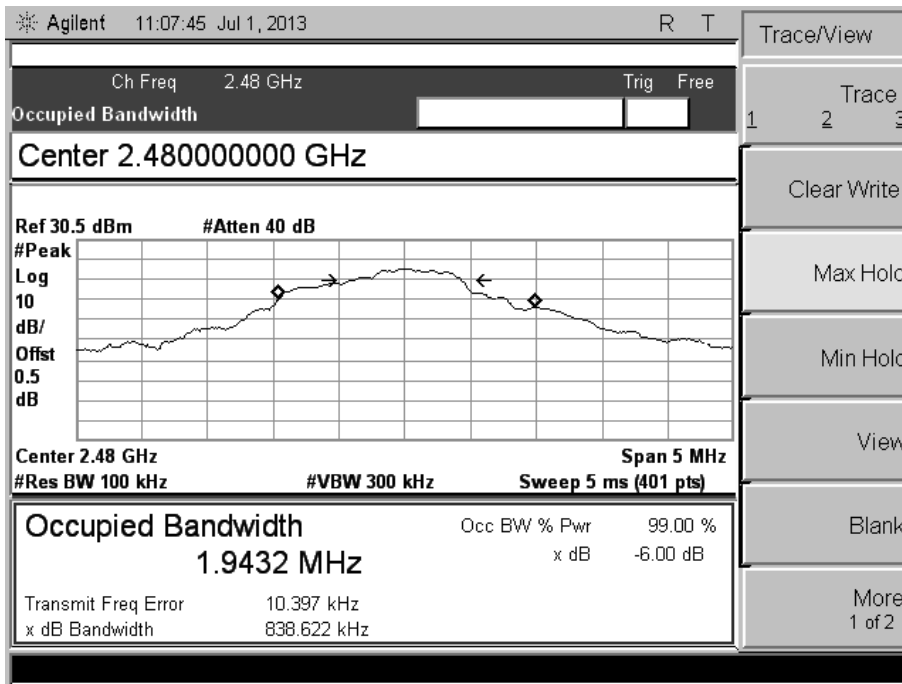 Agilent 11:07:45 Jul 1, 2013 R T
Ch Freq 2.48 GHz Trig Free
Occupied Bandwidth
Center 2.480000000 GHz
Ref 30.5 dBm #Atten 40 dB
#Peak
Log
10
dB/
Offst
0.5
dB
Center 2.48 GHz Span 5 MHz
#Res BW 100 kHz #VBW 300 kHz Sweep 5 ms (401 pts)
Occupied Bandwidth Occ BW % Pwr 99.00 %
1.9432 MHz x dB -6.00 dB
Transmit Freq Error 10.397 kHz
x dB Bandwidth 838.622 kHz
Trace/View
Trace
1 2 3
Clear Write
Max Hold
Min Hold
View
Blank
More
1 of 2